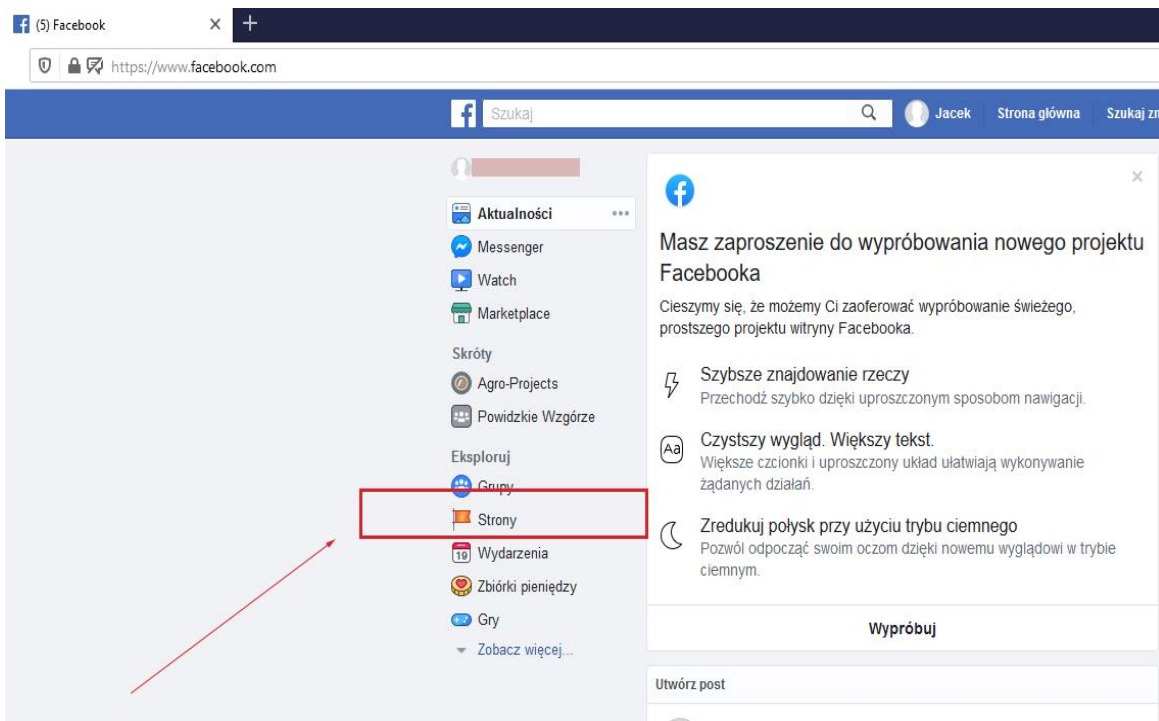 (5) Facebook
https://www.facebook.com
Szukaj
Jacek Strona główna Szukaj zn
Aktualności
Messenger
Watch
Marketplace
Skróty
Agro-Projects
Powidzkie Wzgórze
Eksploruj
Grupy
Strony
19 Wydarzenia
Zbiórki pieniędzy
Gry
Zobacz więcej...
Masz zaproszenie do wypróbowania nowego projektu
Facebooka
Cieszymy się, że możemy Ci zaoferować wypróbowanie świeżego,
prostszego projektu witryny Facebooka.
Szybsze znajdowanie rzeczy
Przechodź szybko dzięki uproszczonym sposobom nawigacji.
Aa
Czystszy wygląd. Większy tekst.
Większe czcionki i uproszczony układ ułatwiają wykonywanie
żądanych działań.
Zredukuj połysk przy użyciu trybu ciemnego
Pozwól odpocząć swoim oczom dzięki nowemu wyglądowi w trybie
ciemnym.
Wypróbuj
Utwórz post